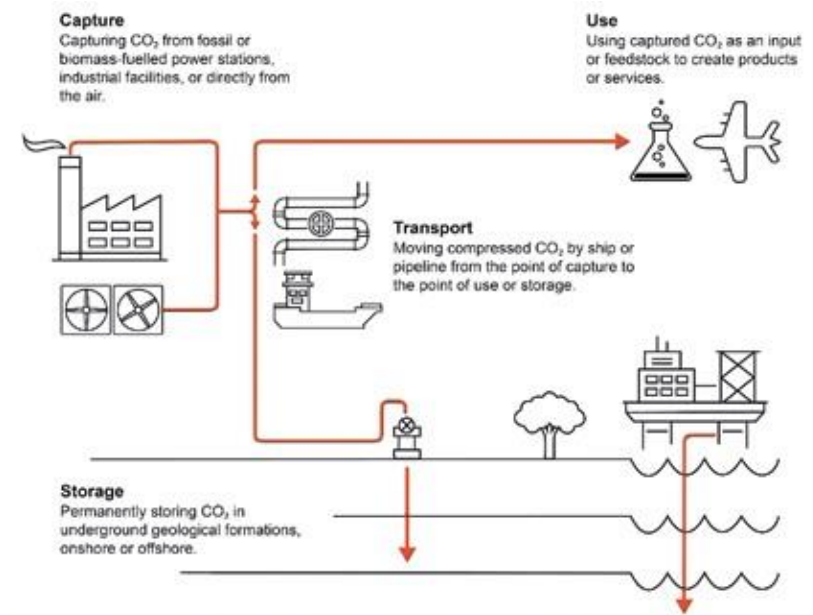 Capture
Capturing CO₂ from fossil or
biomass-fuelled power stations,
industrial facilities, or directly from
the air.
Use
Using captured CO₂ as an input
or feedstock to create products
or services.
Transport
Moving compressed CO₂ by ship or
pipeline from the point of capture to
the point of use or storage.
Storage
Permanently storing CO₂ in
underground geological formations,
onshore or offshore.